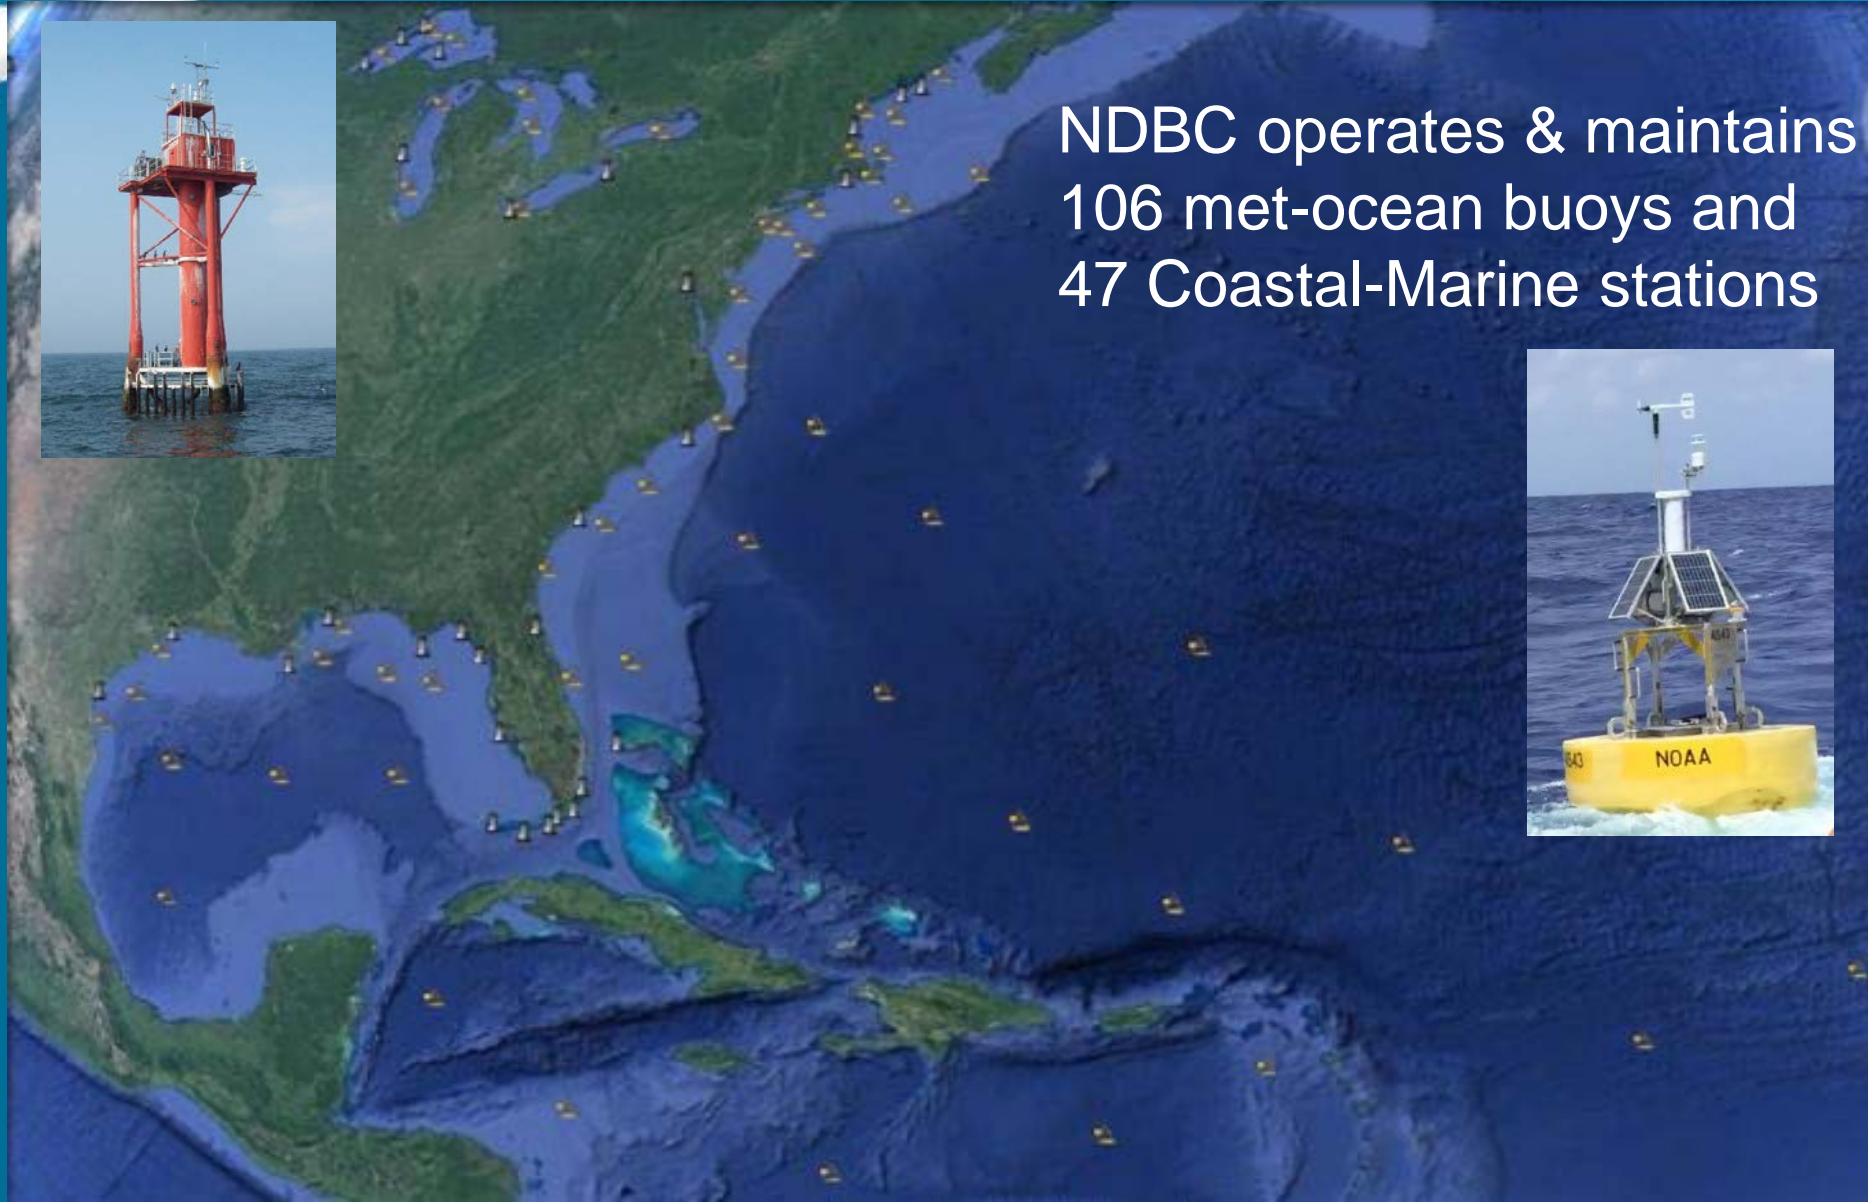 NDBC operates & maintains
106 met-ocean buoys and
47 Coastal-Marine stations
NOAA